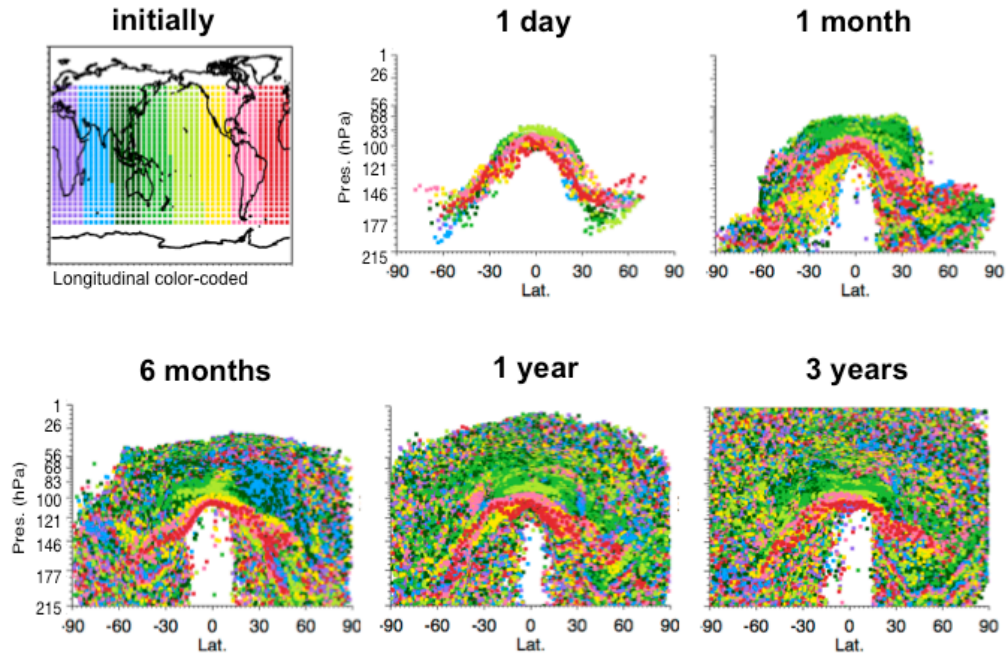 initially
1 day
1 month
Longitudinal color-coded
Pres. (hPa)
1
26
56
68
83
100
121
146
177
215
-90 -60 -30 0 30 60 90
Lat.
-90 -60 -30 0 30 60 90
Lat.
6 months
1 year
3 years
Pres. (hPa)
1
26
56
68
83
100
121
146
177
215
-90 -60 -30 0 30 60 90
Lat.
-90 -60 -30 0 30 60 90
Lat.
-90 -60 -30 0 30 60 90
Lat.